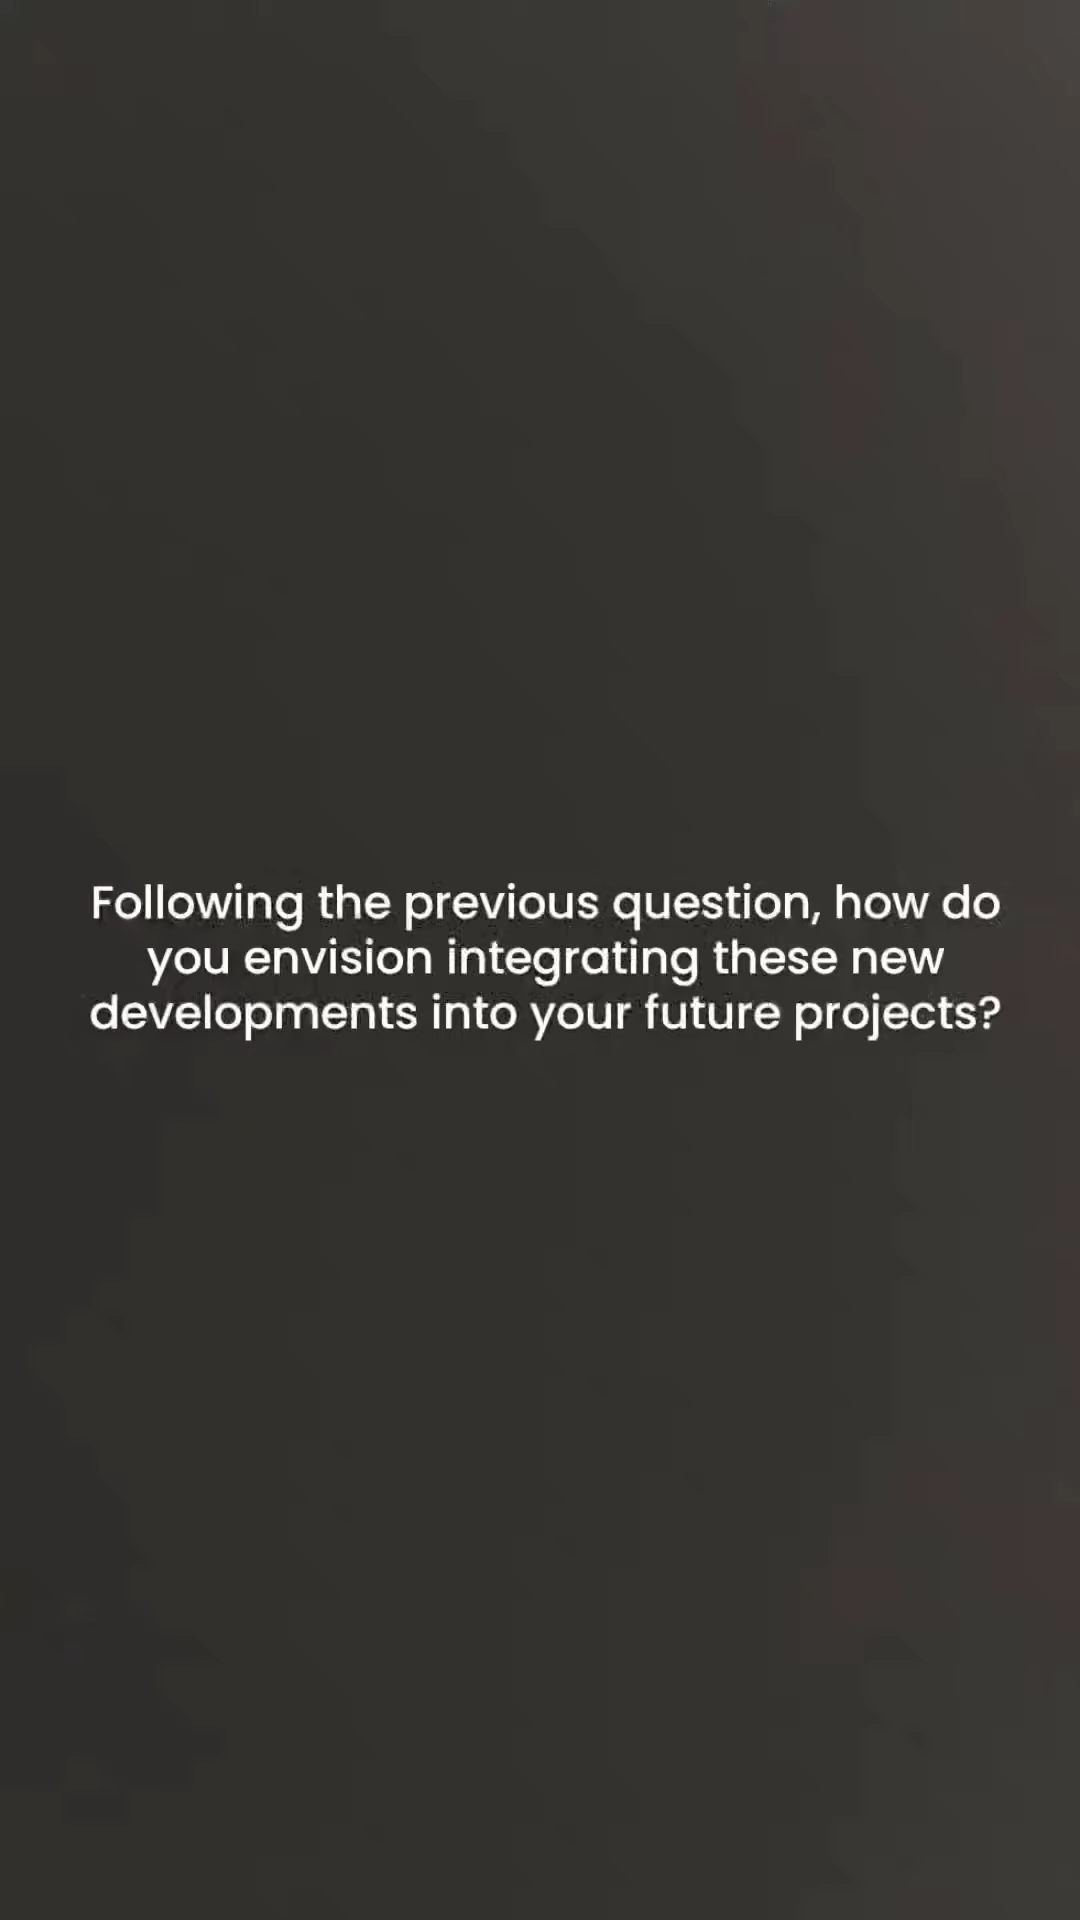 Following the previous question, how do
you envision integrating these new
developments into your future projects?